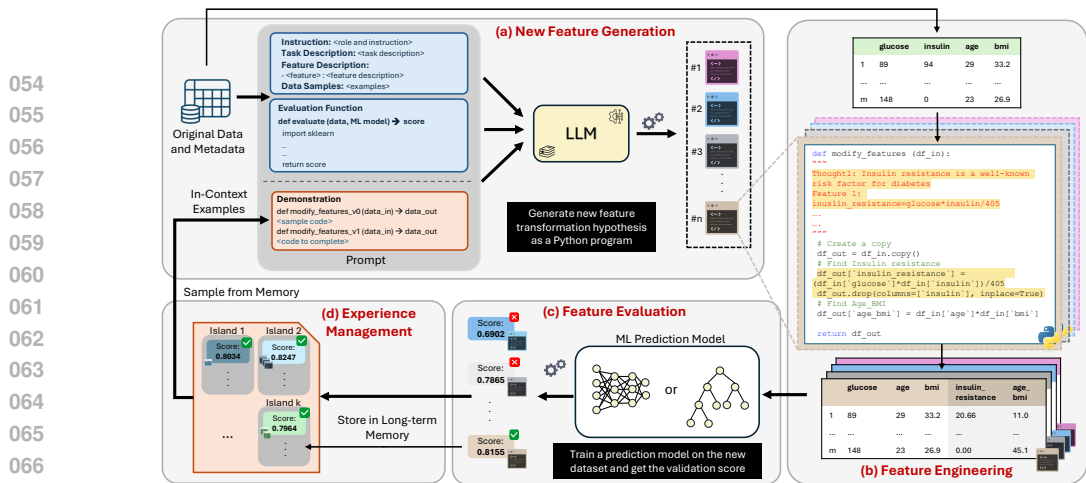 054
055
056
057
058
059
060
061
062
063
064
065
066
(a) New Feature Generation
Original Data
and Metadata
Instruction: <role and instruction>
Task Description: <task description>
Feature Description:
- <feature> : <feature description>
Data Samples: <examples>
Evaluation Function
def evaluate (data, ML model) → score
import sklearn
...
...
return score
In-Context
Examples
Demonstration
def modify_features_v0 (data_in) → data_out
<sample code>
def modify_features_v1 (data_in) → data_out
<code to complete>
Prompt
LLM
Generate new feature
transformation hypothesis
as a Python program
#1
#2
#3
#n
glucose insulin age bmi
1 89 94 29 33.2
... ... ... ...
m 148 0 23 26.9
def modify_features (df_in):
"""
Thought1: Insulin resistance is a well-known
risk factor for diabetes
Feature 1:
inuslin_resistance=glucose*insulin/405
….
….
"""
# Create a copy
df_out = df_in.copy()
# Find Insulin resistance
df_out[`insulin_resistance`] =
(df_in[`glucose`]*df_in[`insulin`])/405
df_out.drop(columns=[`insulin`], inplace=True)
# Find Age_BMI
df_out[`age_bmi`] = df_in[`age`]*df_in[`bmi`]
return df_out
glucose age bmi insulin_ age_
resistance bmi
1 89 29 33.2 20.66 11.0
... ... ... ... ...
m 148 23 26.9 0.00 45.1
(b) Feature Engineering
(c) Feature Evaluation
ML Prediction Model
or
Train a prediction model on the new
dataset and get the validation score
Score:
0.6902
Score:
0.7865
Score:
0.8155
Sample from Memory
(d) Experience
Management
Island 1
Score:
0.8034
Island 2
Score:
0.8247
Island k
Score:
0.7964
...
Store in Long-term
Memory